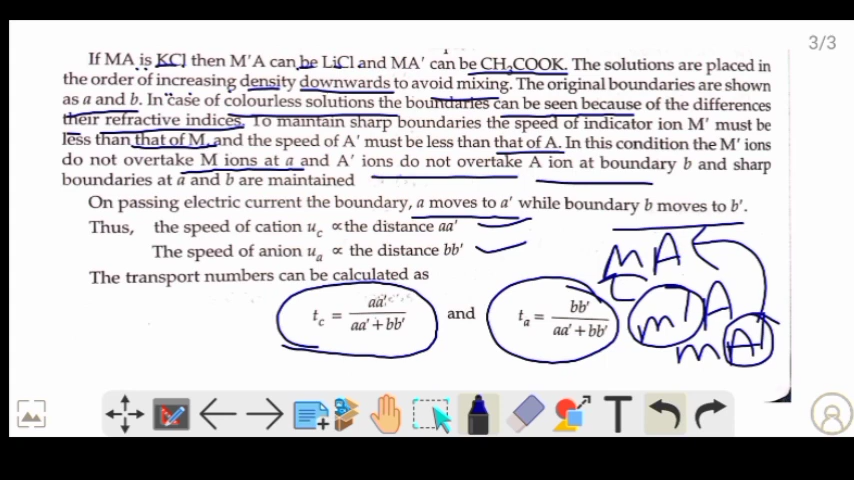 3/3
If MA is KCl then M'A can be LiCl and MA' can be CH₃COOK. The solutions are placed in
the order of increasing density downwards to avoid mixing. The original boundaries are shown
as a and b. In case of colourless solutions the boundaries can be seen because of the differences
their refractive indices. To maintain sharp boundaries the speed of indicator ion M' must be
less than that of M, and the speed of A' must be less than that of A. In this condition the M' ions
do not overtake M ions at a and A' ions do not overtake A ion at boundary b and sharp
boundaries at a and b are maintained
On passing electric current the boundary, a moves to a' while boundary b moves to b'.
Thus, the speed of cation u_c ∝ the distance aa'
The speed of anion u_a ∝ the distance bb'
The transport numbers can be calculated as
t_c = aa' / (aa' + bb') and t_a = bb' / (aa' + bb')
MA
M'A
MA'
T